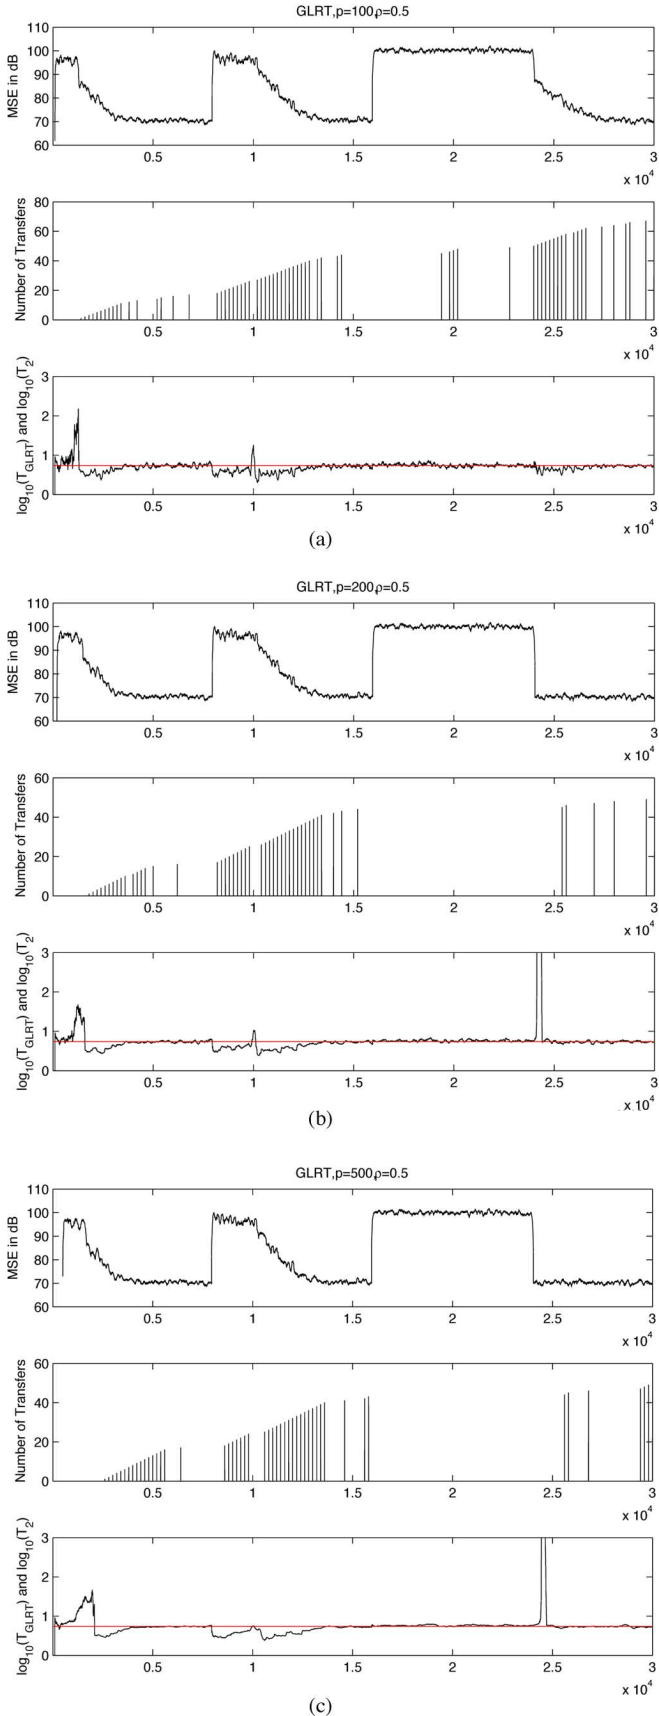 GLRT,p=100,ρ=0.5
110
100
90
80
70
60
MSE in dB
0.5 1 1.5 2 2.5 3
x 10^4
80
60
40
20
0
Number of Transfers
0.5 1 1.5 2 2.5 3
x 10^4
3
2
1
0
log10(TGLRT) and log10(T2)
0.5 1 1.5 2 2.5 3
x 10^4
(a)
GLRT,p=200,ρ=0.5
110
100
90
80
70
60
MSE in dB
0.5 1 1.5 2 2.5 3
x 10^4
60
40
20
0
Number of Transfers
0.5 1 1.5 2 2.5 3
x 10^4
3
2
1
0
log10(TGLRT) and log10(T2)
0.5 1 1.5 2 2.5 3
x 10^4
(b)
GLRT,p=500,ρ=0.5
110
100
90
80
70
60
MSE in dB
0.5 1 1.5 2 2.5 3
x 10^4
60
40
20
0
Number of Transfers
0.5 1 1.5 2 2.5 3
x 10^4
3
2
1
0
log10(TGLRT) and log10(T2)
0.5 1 1.5 2 2.5 3
x 10^4
(c)